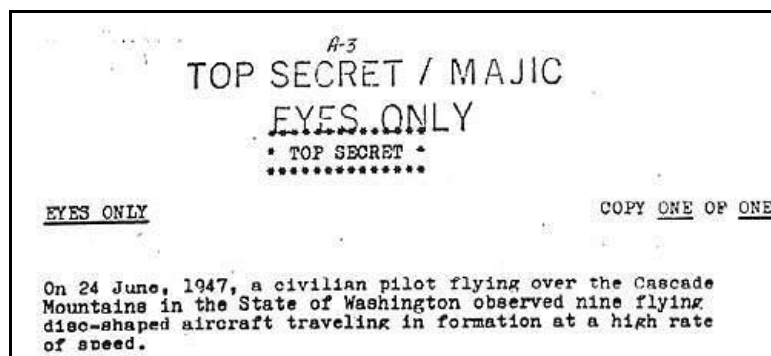 A-3
TOP SECRET / MAJIC
EYES ONLY
**************
* TOP SECRET *
**************
EYES ONLY
COPY ONE OF ONE
On 24 June, 1947, a civilian pilot flying over the Cascade
Mountains in the State of Washington observed nine flying
disc-shaped aircraft traveling in formation at a high rate
of speed.